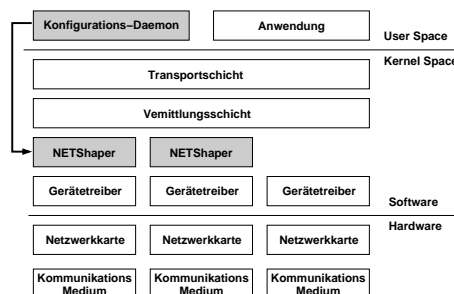 Konfigurations–Daemon
Anwendung
User Space
Kernel Space
Transportschicht
Vemittlungsschicht
NETShaper
NETShaper
Gerätetreiber
Gerätetreiber
Gerätetreiber
Software
Hardware
Netzwerkkarte
Netzwerkkarte
Netzwerkkarte
Kommunikations
Medium
Kommunikations
Medium
Kommunikations
Medium